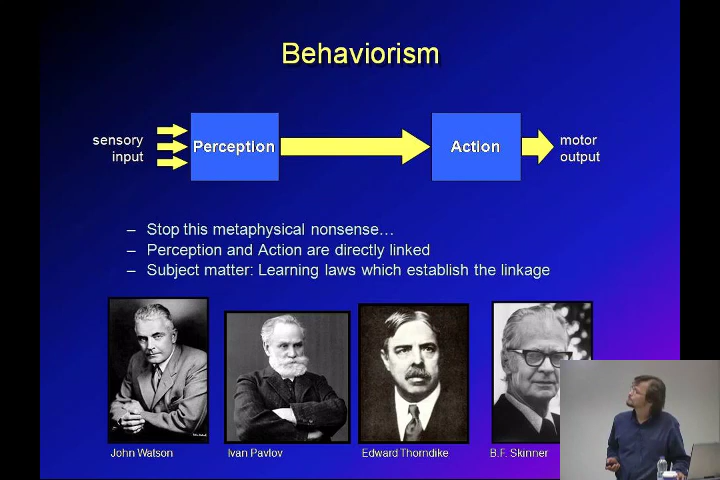 Behaviorism
sensory
input
Perception
Action
motor
output
– Stop this metaphysical nonsense…
– Perception and Action are directly linked
– Subject matter: Learning laws which establish the linkage
John Watson
Ivan Pavlov
Edward Thorndike
B.F. Skinner